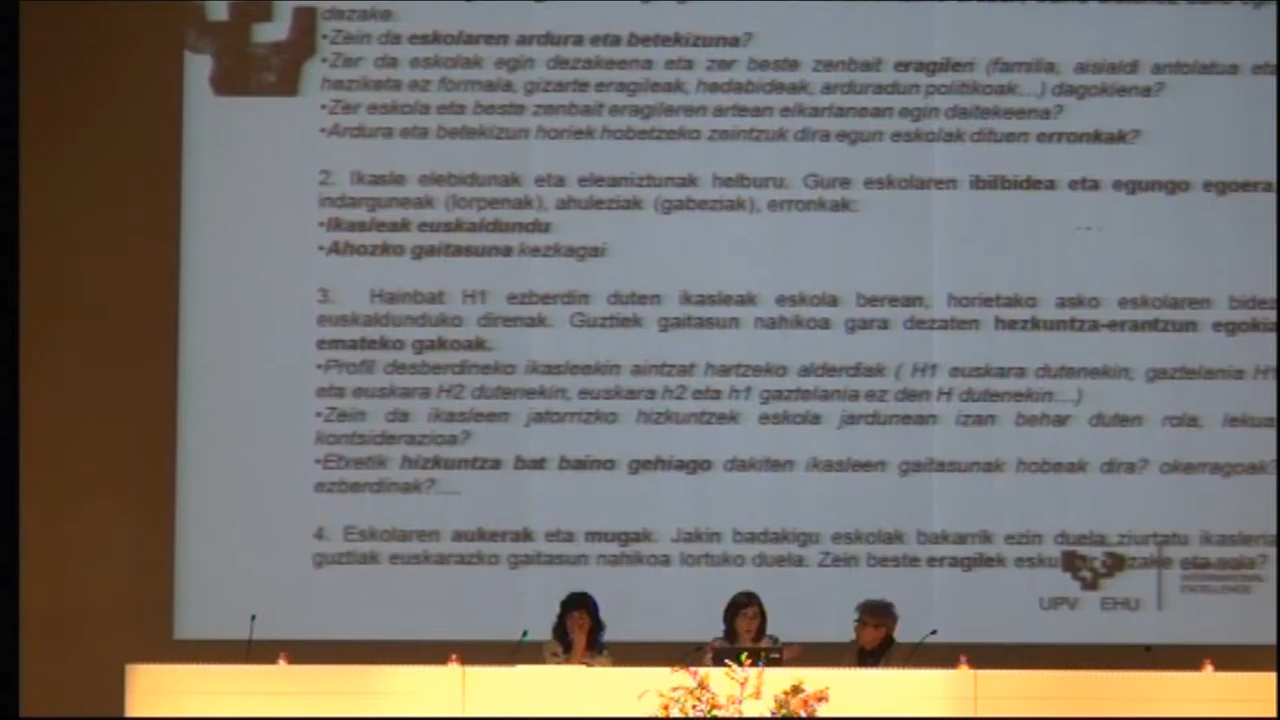 dezake:
•Zein da eskolaren ardura eta betekizuna?
•Zer da eskolak egin dezakeena eta zer beste zenbait eragileri (familia, aisialdi antolatua eta
heziketa ez formala, gizarte eragileak, hedabideak, arduradun politikoak...) dagokiena?
•Zer eskola eta beste zenbait eragileren artean elkarlanean egin daitekeena?
•Ardura eta betekizun horiek hobetzeko zeintzuk dira egun eskolak dituen erronkak?
2. Ikasle elebidunak eta eleaniztunak helburu. Gure eskolaren ibilbidea eta egungo egoera,
indarguneak (lorpenak), ahuleziak (gabeziak), erronkak:
•Ikasleak euskaldundu
•Ahozko gaitasuna kezkagai
3. Hainbat H1 ezberdin duten ikasleak eskola berean, horietako asko eskolaren bidez
euskaldunduko direnak. Guztiek gaitasun nahikoa gara dezaten hezkuntza-erantzun egokia
emateko gakoak.
•Profil desberdineko ikasleekin aintzat hartzeko alderdiak ( H1 euskara dutenekin, gaztelania H1
eta euskara H2 dutenekin, euskara h2 eta h1 gaztelania ez den H dutenekin...)
•Zein da ikasleen jatorrizko hizkuntzek eskola jardunean izan behar duten rola, lekua,
kontsiderazioa?
•Etxetik hizkuntza bat baino gehiago dakiten ikasleen gaitasunak hobeak dira? okerragoak?
ezberdinak?....
4. Eskolaren aukerak eta mugak. Jakin badakigu eskolak bakarrik ezin duela ziurtatu ikasleria
guztiak euskarazko gaitasun nahikoa lortuko duela. Zein beste eragilek esku
UPV EHU
INTERNATIONAL
EXCELLENCE